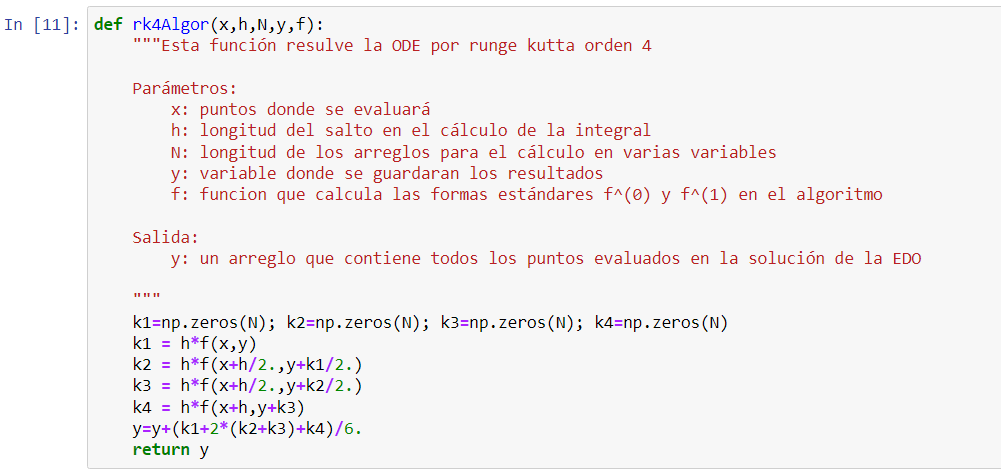 In [11]: def rk4Algor(x,h,N,y,f):
"""Esta función resulve la ODE por runge kutta orden 4
Parámetros:
x: puntos donde se evaluará
h: longitud del salto en el cálculo de la integral
N: longitud de los arreglos para el cálculo en varias variables
y: variable donde se guardaran los resultados
f: funcion que calcula las formas estándares f^(0) y f^(1) en el algoritmo
Salida:
y: un arreglo que contiene todos los puntos evaluados en la solución de la EDO
"""
k1=np.zeros(N); k2=np.zeros(N); k3=np.zeros(N); k4=np.zeros(N)
k1 = h*f(x,y)
k2 = h*f(x+h/2.,y+k1/2.)
k3 = h*f(x+h/2.,y+k2/2.)
k4 = h*f(x+h,y+k3)
y=y+(k1+2*(k2+k3)+k4)/6.
return y